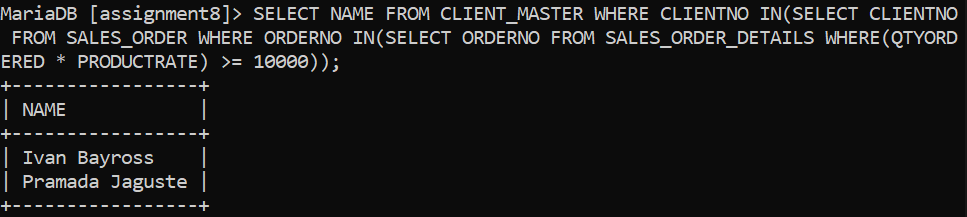 MariaDB [assignment8]> SELECT NAME FROM CLIENT_MASTER WHERE CLIENTNO IN(SELECT CLIENTNO
 FROM SALES_ORDER WHERE ORDERNO IN(SELECT ORDERNO FROM SALES_ORDER_DETAILS WHERE(QTYORD
ERED * PRODUCTRATE) >= 10000));
+-----------------+
| NAME            |
+-----------------+
| Ivan Bayross    |
| Pramada Jaguste |
+-----------------+